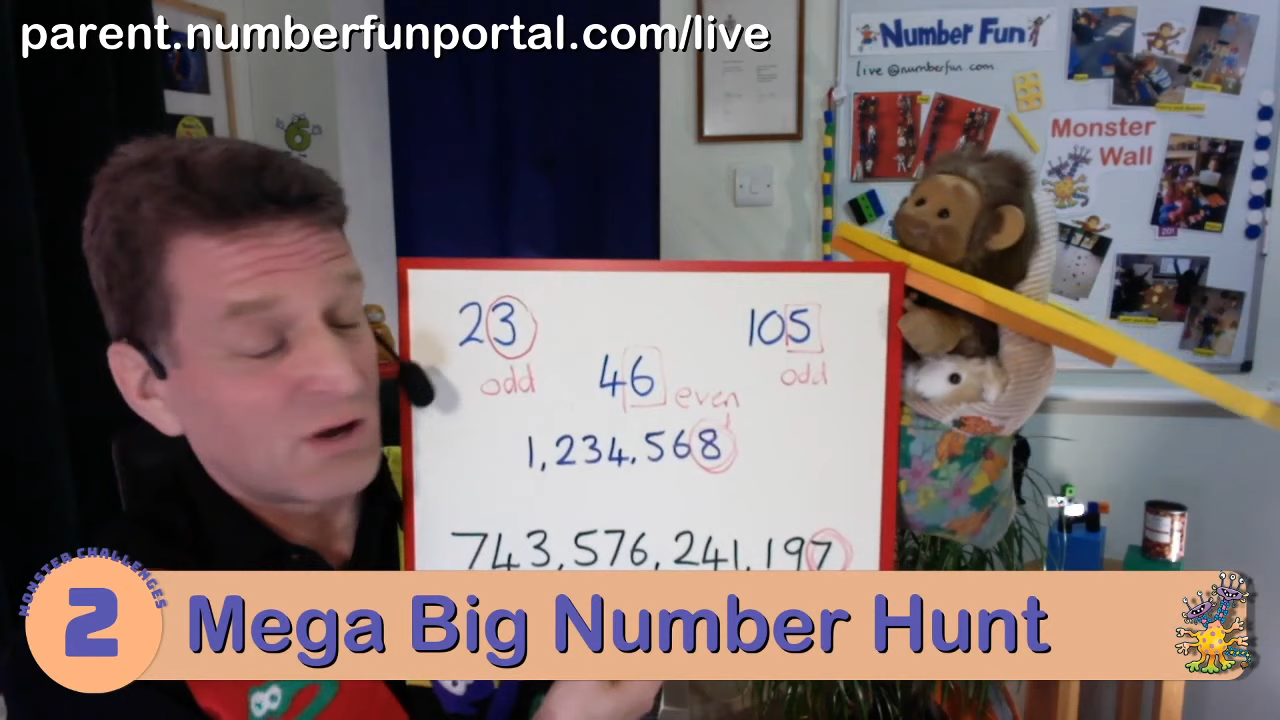 parent.numberfunportal.com/live
Number Fun
live@numberfun.com
Monster
Wall
6
23
odd
105
odd
46
even
1,234,568
743,576,241,197
MONSTER CHALLENGES
2
Mega Big Number Hunt